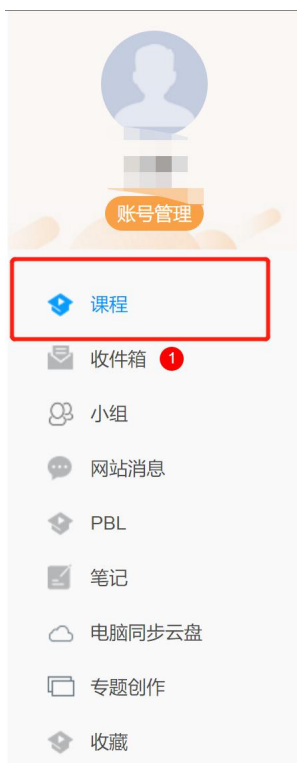 账号管理
课程
收件箱 1
小组
网站消息
PBL
笔记
电脑同步云盘
专题创作
收藏